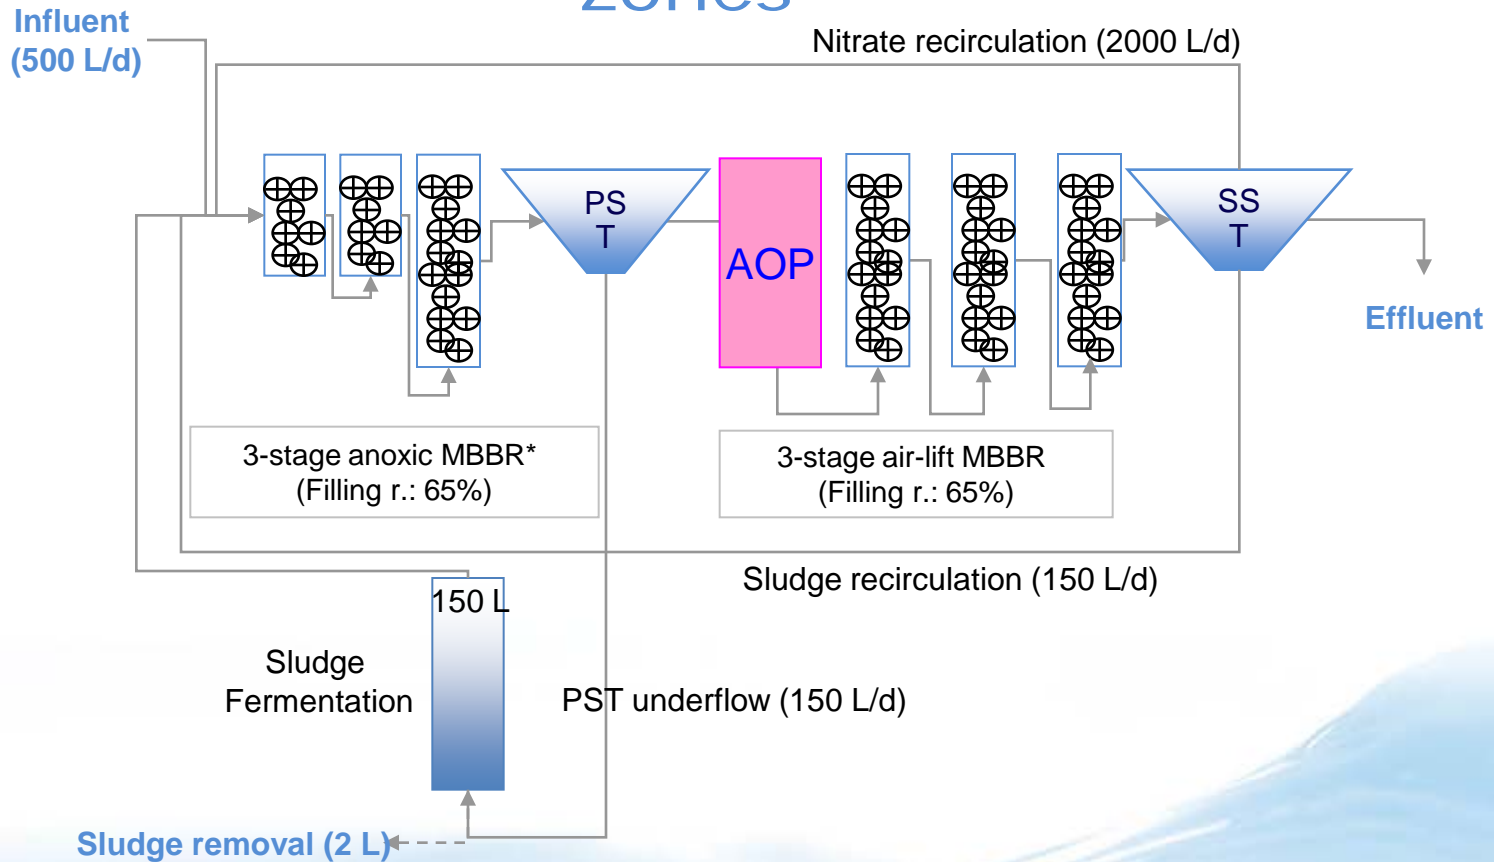 zones
Influent
(500 L/d)
Nitrate recirculation (2000 L/d)
PS
T
AOP
SS
T
Effluent
3-stage anoxic MBBR*
(Filling r.: 65%)
3-stage air-lift MBBR
(Filling r.: 65%)
Sludge recirculation (150 L/d)
150 L
Sludge
Fermentation
PST underflow (150 L/d)
Sludge removal (2 L)